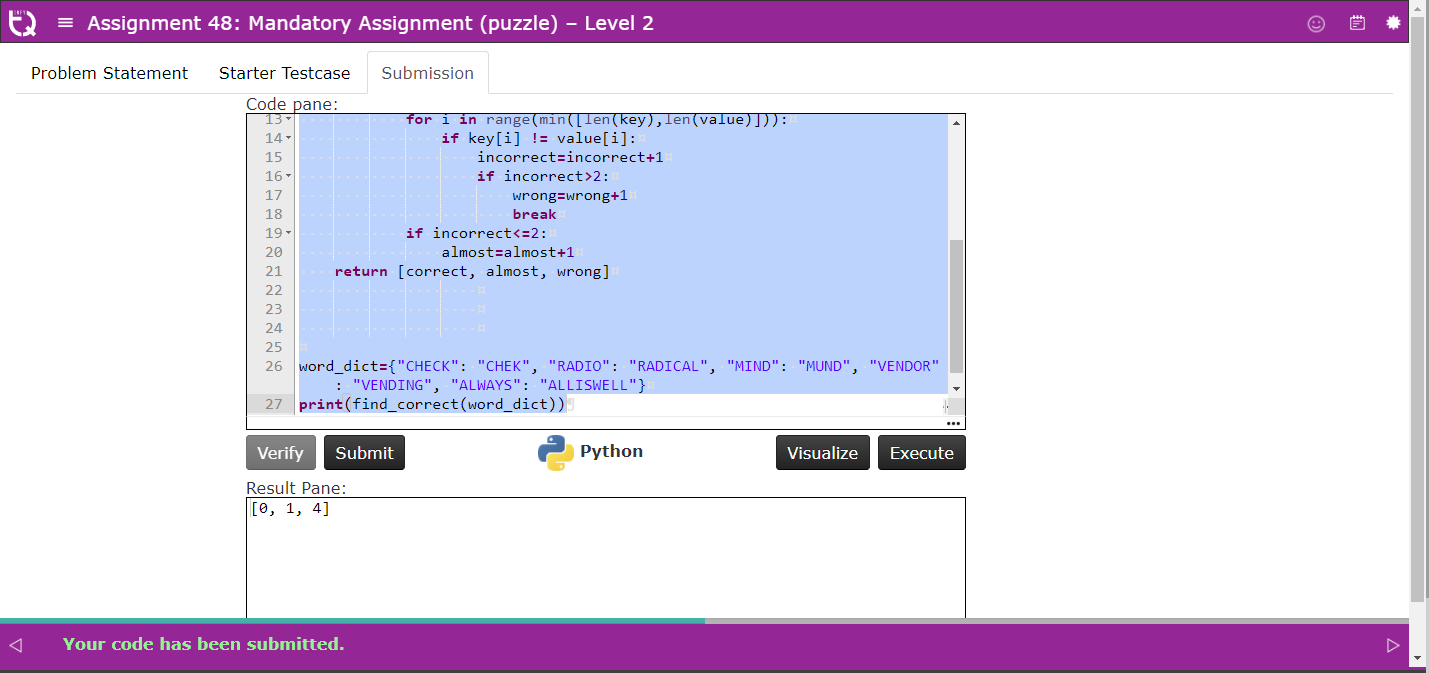 Assignment 48: Mandatory Assignment (puzzle) – Level 2
Problem Statement
Starter Testcase
Submission
Code pane:
13 for i in range(min([len(key),len(value)])):
14 if key[i] != value[i]:
15 incorrect=incorrect+1
16 if incorrect>2:
17 wrong=wrong+1
18 break
19 if incorrect<=2:
20 almost=almost+1
21 return [correct, almost, wrong]
22
23
24
25
26 word_dict={"CHECK": "CHEK", "RADIO": "RADICAL", "MIND": "MUND", "VENDOR"
: "VENDING", "ALWAYS": "ALLISWELL"}
27 print(find_correct(word_dict))
Verify
Submit
Python
Visualize
Execute
Result Pane:
[0, 1, 4]
Your code has been submitted.